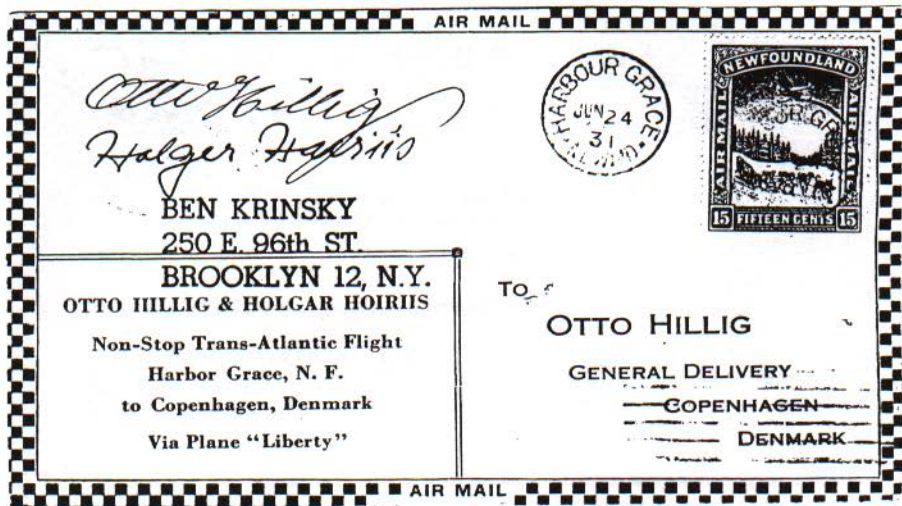 AIR MAIL
Otto Hillig
Holger Hoiriis
BEN KRINSKY
250 E. 96th ST.
BROOKLYN 12, N.Y.
OTTO HILLIG & HOLGAR HOIRIIS
Non-Stop Trans-Atlantic Flight
Harbor Grace, N. F.
to Copenhagen, Denmark
Via Plane “Liberty”
HARBOUR GRACE
JUN 24
31
NEWFOUNDLAND
AIR MAIL
AIR MAIL
15 FIFTEEN CENTS 15
TO
OTTO HILLIG
GENERAL DELIVERY
COPENHAGEN
DENMARK
AIR MAIL